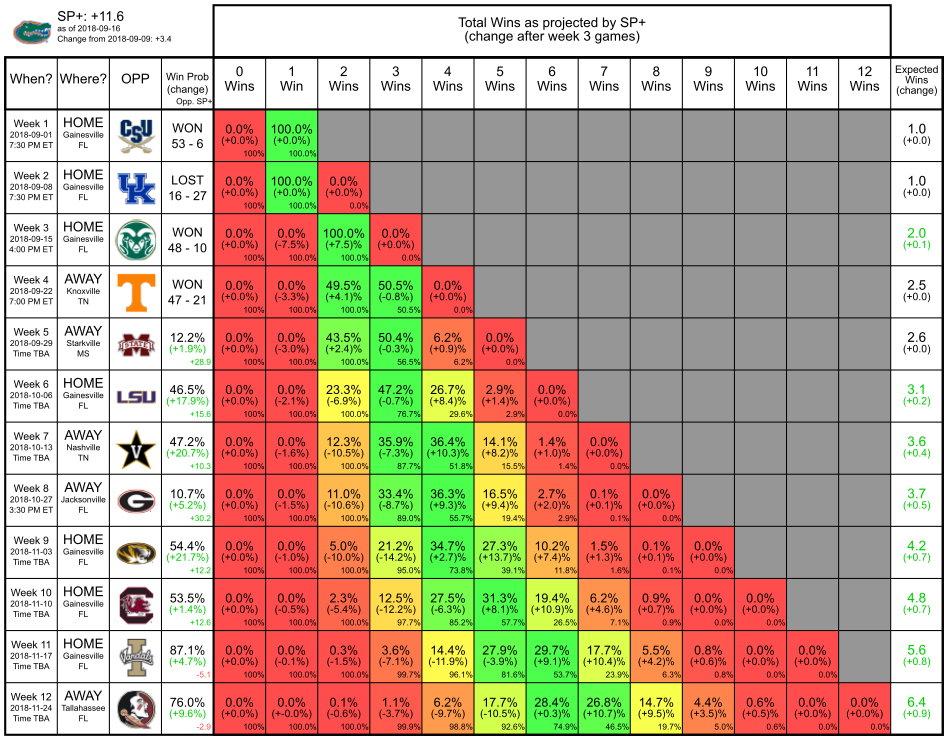 SP+: +11.6
as of 2018-09-16
Change from 2018-09-09: +3.4
Total Wins as projected by SP+
(change after week 3 games)
When? Where? OPP Win Prob (change) Opp. SP+ 0 Wins 1 Win 2 Wins 3 Wins 4 Wins 5 Wins 6 Wins 7 Wins 8 Wins 9 Wins 10 Wins 11 Wins 12 Wins Expected Wins (change)
Week 1 HOME CSU WON 0.0% 100.0% 1.0
2018-09-01 Gainesville 53 - 6 (+0.0%) (+0.0%) (+0.0)
7:30 PM ET FL 100% 100.0%
Week 2 HOME UK LOST 0.0% 100.0% 0.0% 1.0
2018-09-08 Gainesville 16 - 27 (+0.0%) (+0.0%) (+0.0%) (+0.0)
7:30 PM ET FL 100% 100.0% 0.0%
Week 3 HOME WON 0.0% 0.0% 100.0% 0.0% 2.0
2018-09-15 Gainesville 48 - 10 (+0.0%) (-7.5%) (+7.5)% (+0.0%) (+0.1)
4:00 PM ET FL 100% 100.0% 100.0% 0.0%
Week 4 AWAY T WON 0.0% 0.0% 49.5% 50.5% 0.0% 2.5
2018-09-22 Knoxville 47 - 21 (+0.0%) (-3.3%) (+4.1)% (-0.8%) (+0.0%) (+0.0)
7:00 PM ET TN 100% 100.0% 100.0% 50.5% 0.0%
Week 5 AWAY STATE 12.2% 0.0% 0.0% 43.5% 50.4% 6.2% 0.0% 2.6
2018-09-29 Starkville (+1.9%) (+0.0%) (-3.0%) (+2.4)% (-0.3%) (+0.9)% (+0.0%) (+0.0)
Time TBA MS +26.9 100% 100.0% 100.0% 56.5% 6.2% 0.0%
Week 6 HOME LSU 46.5% 0.0% 0.0% 23.3% 47.2% 26.7% 2.9% 0.0% 3.1
2018-10-06 Gainesville (+17.9%) (+0.0%) (-2.1%) (-6.9%) (-0.7%) (+8.4)% (+1.4)% (+0.0%) (+0.2)
Time TBA FL +15.6 100% 100.0% 100.0% 76.7% 29.6% 2.9% 0.0%
Week 7 AWAY V 47.2% 0.0% 0.0% 12.3% 35.9% 36.4% 14.1% 1.4% 0.0% 3.6
2018-10-13 Nashville (+20.7%) (+0.0%) (-1.6%) (-10.5%) (-7.3%) (+10.3)% (+8.2)% (+1.0)% (+0.0%) (+0.4)
Time TBA TN +10.3 100% 100.0% 100.0% 87.7% 51.8% 15.5% 1.4% 0.0%
Week 8 AWAY G 10.7% 0.0% 0.0% 11.0% 33.4% 36.3% 16.5% 2.7% 0.1% 0.0% 3.7
2018-10-27 Jacksonville (+5.2%) (+0.0%) (-1.5%) (-10.6%) (-8.7%) (+9.3)% (+9.4)% (+2.0)% (+0.1)% (+0.0%) (+0.5)
3:30 PM ET FL +30.2 100% 100.0% 100.0% 89.0% 55.7% 19.4% 2.9% 0.1% 0.0%
Week 9 HOME 54.4% 0.0% 0.0% 5.0% 21.2% 34.7% 27.3% 10.2% 1.5% 0.1% 0.0% 4.2
2018-11-03 Gainesville (+21.7%) (+0.0%) (-1.0%) (-10.0%) (-14.2%) (+2.7)% (+13.7)% (+7.4)% (+1.3)% (+0.1)% (+0.0%) (+0.7)
Time TBA FL +12.2 100% 100.0% 100.0% 95.0% 73.8% 39.1% 11.8% 1.6% 0.1% 0.0%
Week 10 HOME C 53.5% 0.0% 0.0% 2.3% 12.5% 27.5% 31.3% 19.4% 6.2% 0.9% 0.0% 0.0% 4.8
2018-11-10 Gainesville (+1.4%) (+0.0%) (-0.5%) (-5.4%) (-12.2%) (-6.3%) (+8.1)% (+10.9)% (+4.6)% (+0.7)% (+0.0%) (+0.0%) (+0.7)
Time TBA FL +12.6 100% 100.0% 100.0% 97.7% 85.2% 57.7% 26.5% 7.1% 0.9% 0.0% 0.0%
Week 11 HOME I Vandals 87.1% 0.0% 0.0% 0.3% 3.6% 14.4% 27.9% 29.7% 17.7% 5.5% 0.8% 0.0% 0.0% 5.6
2018-11-17 Gainesville (+4.7%) (+0.0%) (-0.1%) (-1.5%) (-7.1%) (-11.9%) (-3.9%) (+9.1)% (+10.4)% (+4.2)% (+0.6)% (+0.0%) (+0.0%) (+0.8)
Time TBA FL -5.1 100% 100.0% 100.0% 99.7% 96.1% 81.6% 53.7% 23.9% 6.3% 0.8% 0.0% 0.0%
Week 12 AWAY 76.0% 0.0% 0.0% 0.1% 1.1% 6.2% 17.7% 28.4% 26.8% 14.7% 4.4% 0.6% 0.0% 0.0% 6.4
2018-11-24 Tallahassee (+9.6%) (+0.0%) (+-0.0%) (-0.6%) (-3.7%) (-9.7%) (-10.5%) (+0.3)% (+10.7)% (+9.5)% (+3.5)% (+0.5)% (+0.0%) (+0.0%) (+0.9)
Time TBA FL -2.9 100% 100.0% 100.0% 99.9% 98.8% 92.6% 74.9% 46.5% 19.7% 5.0% 0.6% 0.0% 0.0%